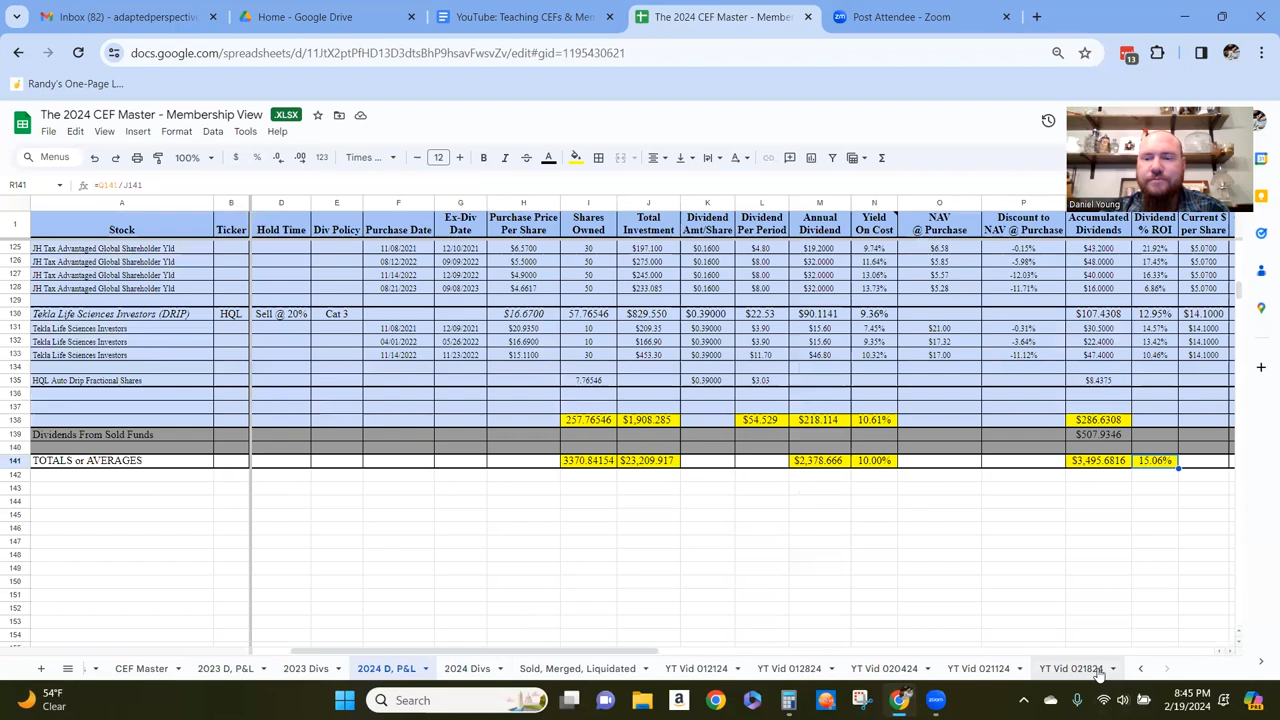 Inbox (82) - adaptedperspectiv
Home - Google Drive
YouTube: Teaching CEFs & Men
The 2024 CEF Master - Member
Post Attendee - Zoom
docs.google.com/spreadsheets/d/11JtX2ptPfHD13D3dtsBhP9hsavFwsvZv/edit#gid=1195430621
13
Randy's One-Page L...
The 2024 CEF Master - Membership View .XLSX
File Edit View Insert Format Data Tools Help
Menus 100% $ % .0 .00 123 Times ... 12 B I A
R141 =Q141/J141
Daniel Young
A B D E F G H I J K L M N O P Q R S
1 Stock Ticker Hold Time Div Policy Purchase Date Ex-Div Date Purchase Price Per Share Shares Owned Total Investment Dividend Amt/Share Dividend Per Period Annual Dividend Yield On Cost NAV @ Purchase Discount to NAV @ Purchase Accumulated Dividends Dividend % ROI Current $ per Share
125 JH Tax Advantaged Global Shareholder Yld 11/08/2021 12/10/2021 $6.5700 30 $197.100 $0.1600 $4.80 $19.2000 9.74% $6.58 -0.15% $43.2000 21.92% $5.0700
126 JH Tax Advantaged Global Shareholder Yld 08/12/2022 09/09/2022 $5.5000 50 $275.000 $0.1600 $8.00 $32.0000 11.64% $5.85 -5.98% $48.0000 17.45% $5.0700
127 JH Tax Advantaged Global Shareholder Yld 11/14/2022 12/09/2022 $4.9000 50 $245.000 $0.1600 $8.00 $32.0000 13.06% $5.57 -12.03% $40.0000 16.33% $5.0700
128 JH Tax Advantaged Global Shareholder Yld 08/21/2023 09/08/2023 $4.6617 50 $233.085 $0.1600 $8.00 $32.0000 13.73% $5.28 -11.71% $16.0000 6.86% $5.0700
129
130 Tekla Life Sciences Investors (DRIP) HQL Sell @ 20% Cat 3 $16.6700 57.76546 $829.550 $0.39000 $22.53 $90.1141 9.36% $107.4308 12.95% $14.1000
131 Tekla Life Sciences Investors 11/08/2021 12/09/2021 $20.9350 10 $209.35 $0.39000 $3.90 $15.60 7.45% $21.00 -0.31% $30.5000 14.57% $14.1000
132 Tekla Life Sciences Investors 04/01/2022 05/26/2022 $16.6900 10 $166.90 $0.39000 $3.90 $15.60 9.35% $17.32 -3.64% $22.4000 13.42% $14.1000
133 Tekla Life Sciences Investors 11/14/2022 11/23/2022 $15.1100 30 $453.30 $0.39000 $11.70 $46.80 10.32% $17.00 -11.12% $47.4000 10.46% $14.1000
134
135 HQL Auto Drip Fractional Shares 7.76546 $0.39000 $3.03 $8.4375
136
137
138 257.76546 $1,908.285 $54.529 $218.114 10.61% $286.6308
139 Dividends From Sold Funds $507.9346
140
141 TOTALS or AVERAGES 3370.84154 $23,209.917 $2,378.666 10.00% $3,495.6816 15.06%
142
143
144
145
146
147
148
149
150
151
152
153
154
CEF Master 2023 D, P&L 2023 Divs 2024 D, P&L 2024 Divs Sold, Merged, Liquidated YT Vid 012124 YT Vid 012824 YT Vid 020424 YT Vid 021124 YT Vid 021824
54°F
Clear
Search
8:45 PM
2/19/2024